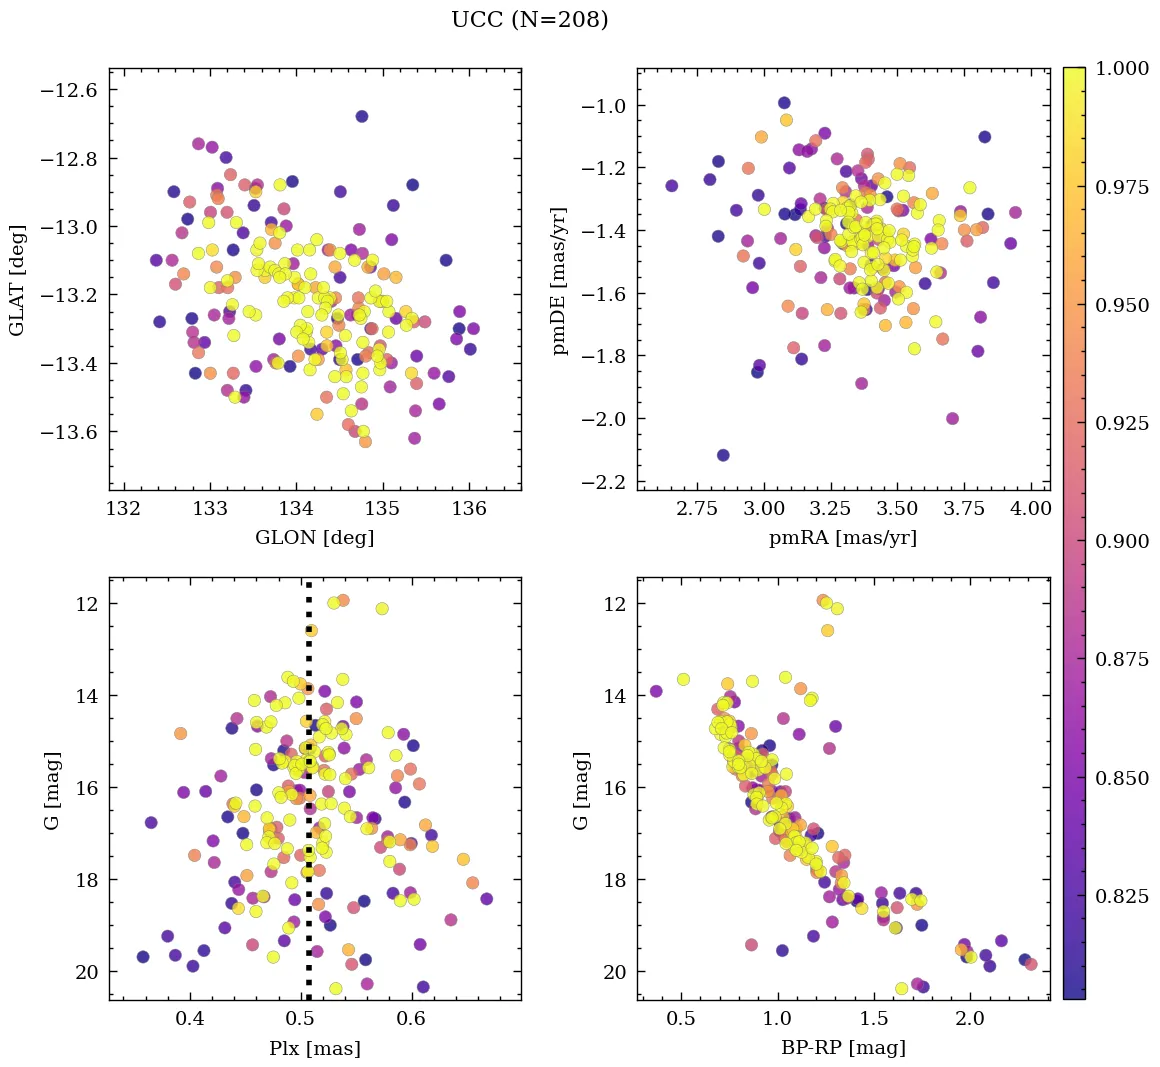 UCC (N=208)
−12.6
−12.8
−13.0
−13.2
−13.4
−13.6
GLAT [deg]
132 133 134 135 136
GLON [deg]
−1.0
−1.2
−1.4
−1.6
−1.8
−2.0
−2.2
pmDE [mas/yr]
2.75 3.00 3.25 3.50 3.75 4.00
pmRA [mas/yr]
12
14
16
18
20
G [mag]
0.4 0.5 0.6
Plx [mas]
12
14
16
18
20
G [mag]
0.5 1.0 1.5 2.0
BP-RP [mag]
1.000
0.975
0.950
0.925
0.900
0.875
0.850
0.825